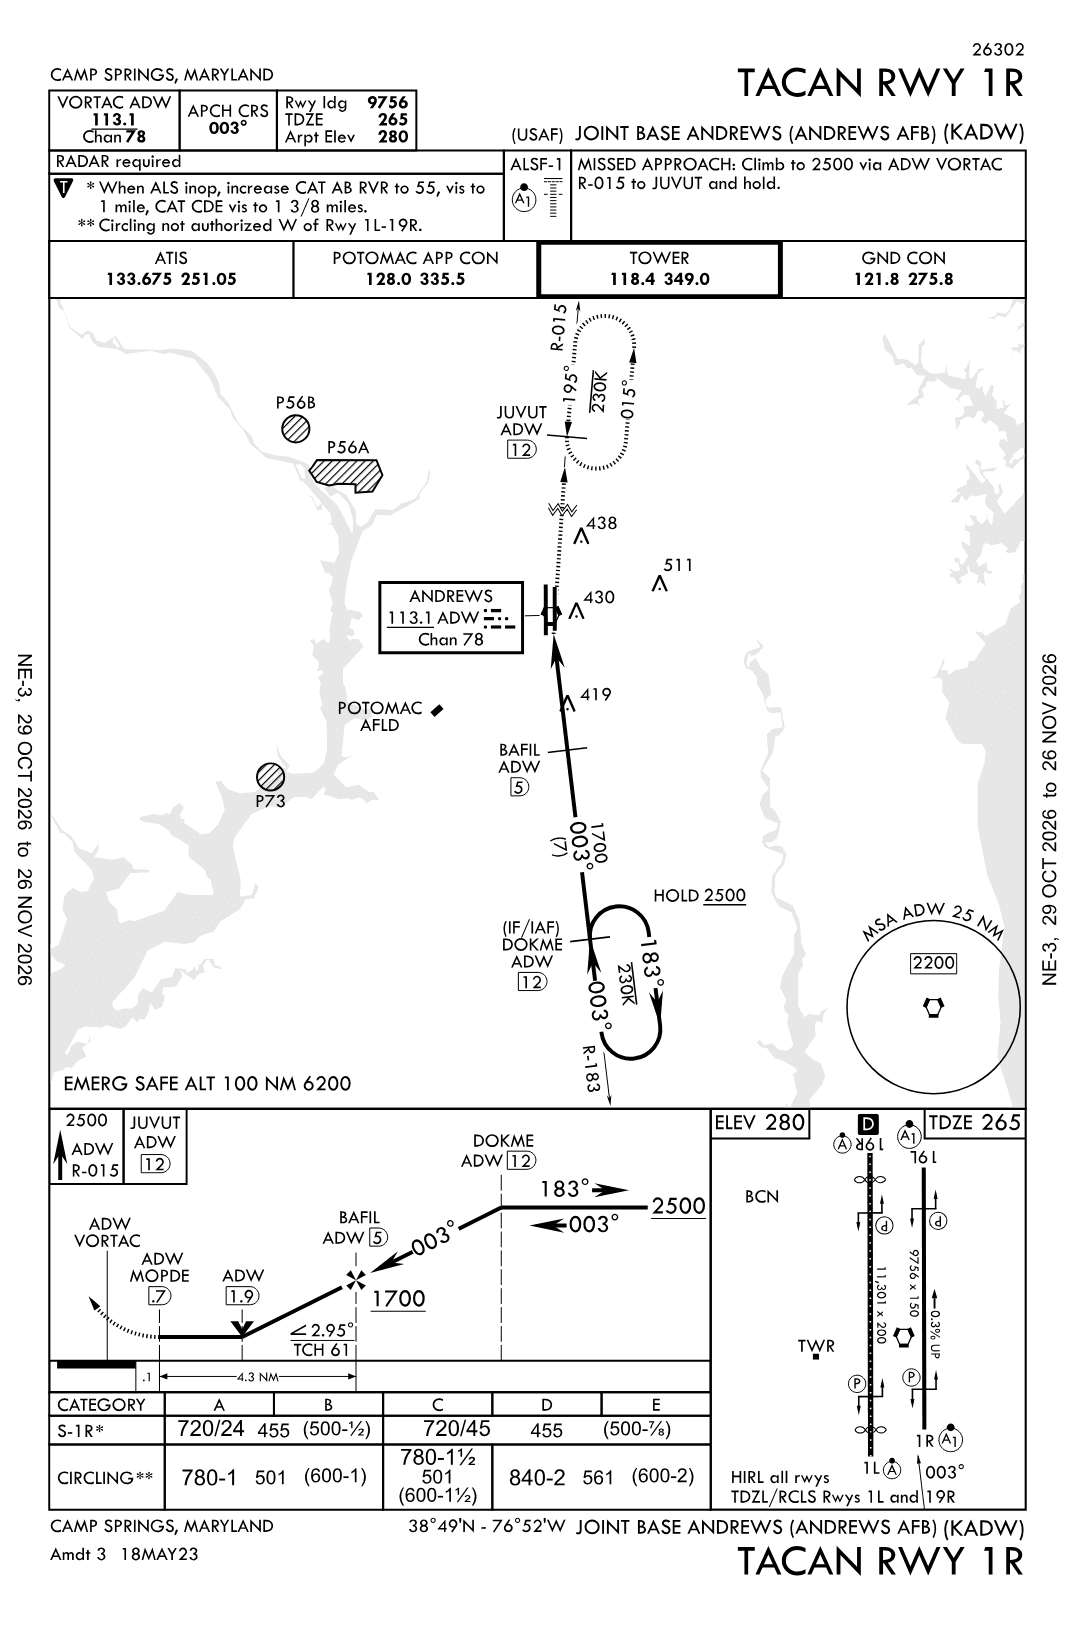 26302
CAMP SPRINGS, MARYLAND
TACAN RWY 1R
VORTAC ADW
113.1
Chan 78
APCH CRS
003°
Rwy ldg 9756
TDZE 265
Arpt Elev 280
(USAF) JOINT BASE ANDREWS (ANDREWS AFB) (KADW)
RADAR required
T
* When ALS inop, increase CAT AB RVR to 55, vis to
1 mile, CAT CDE vis to 1 3/8 miles.
** Circling not authorized W of Rwy 1L-19R.
ALSF-1
A1
MISSED APPROACH: Climb to 2500 via ADW VORTAC
R-015 to JUVUT and hold.
ATIS
133.675 251.05
POTOMAC APP CON
128.0 335.5
TOWER
118.4 349.0
GND CON
121.8 275.8
R-015
195°
230K
015°
P56B
P56A
JUVUT
ADW
12
438
511
430
ANDREWS
113.1 ADW
Chan 78
419
POTOMAC
AFLD
BAFIL
ADW
5
P73
1700
003°
(7)
HOLD 2500
(IF/IAF)
DOKME
ADW
12
183°
230K
003°
R-183
MSA ADW 25 NM
2200
EMERG SAFE ALT 100 NM 6200
NE-3, 29 OCT 2026 to 26 NOV 2026
NE-3, 29 OCT 2026 to 26 NOV 2026
2500
ADW
R-015
JUVUT
ADW
12
DOKME
ADW 12
183°
2500
003°
BAFIL
ADW 5
003°
ADW
VORTAC
ADW
MOPDE
.7
ADW
1.9
1700
2.95°
TCH 61
.1
4.3 NM
ELEV 280
D
TDZE 265
A
19R
A1
19L
BCN
P
P
11,301 x 200
9756 x 150
0.3% UP
TWR
P
P
1R
A1
1L
A
003°
HIRL all rwys
TDZL/RCLS Rwys 1L and 19R
CATEGORY A B C D E
S-1R* 720/24 455 (500-½) 720/45 455 (500-⅞)
CIRCLING** 780-1 501 (600-1) 780-1½ 501 (600-1½) 840-2 561 (600-2)
CAMP SPRINGS, MARYLAND
38°49'N - 76°52'W JOINT BASE ANDREWS (ANDREWS AFB) (KADW)
Amdt 3 18MAY23
TACAN RWY 1R